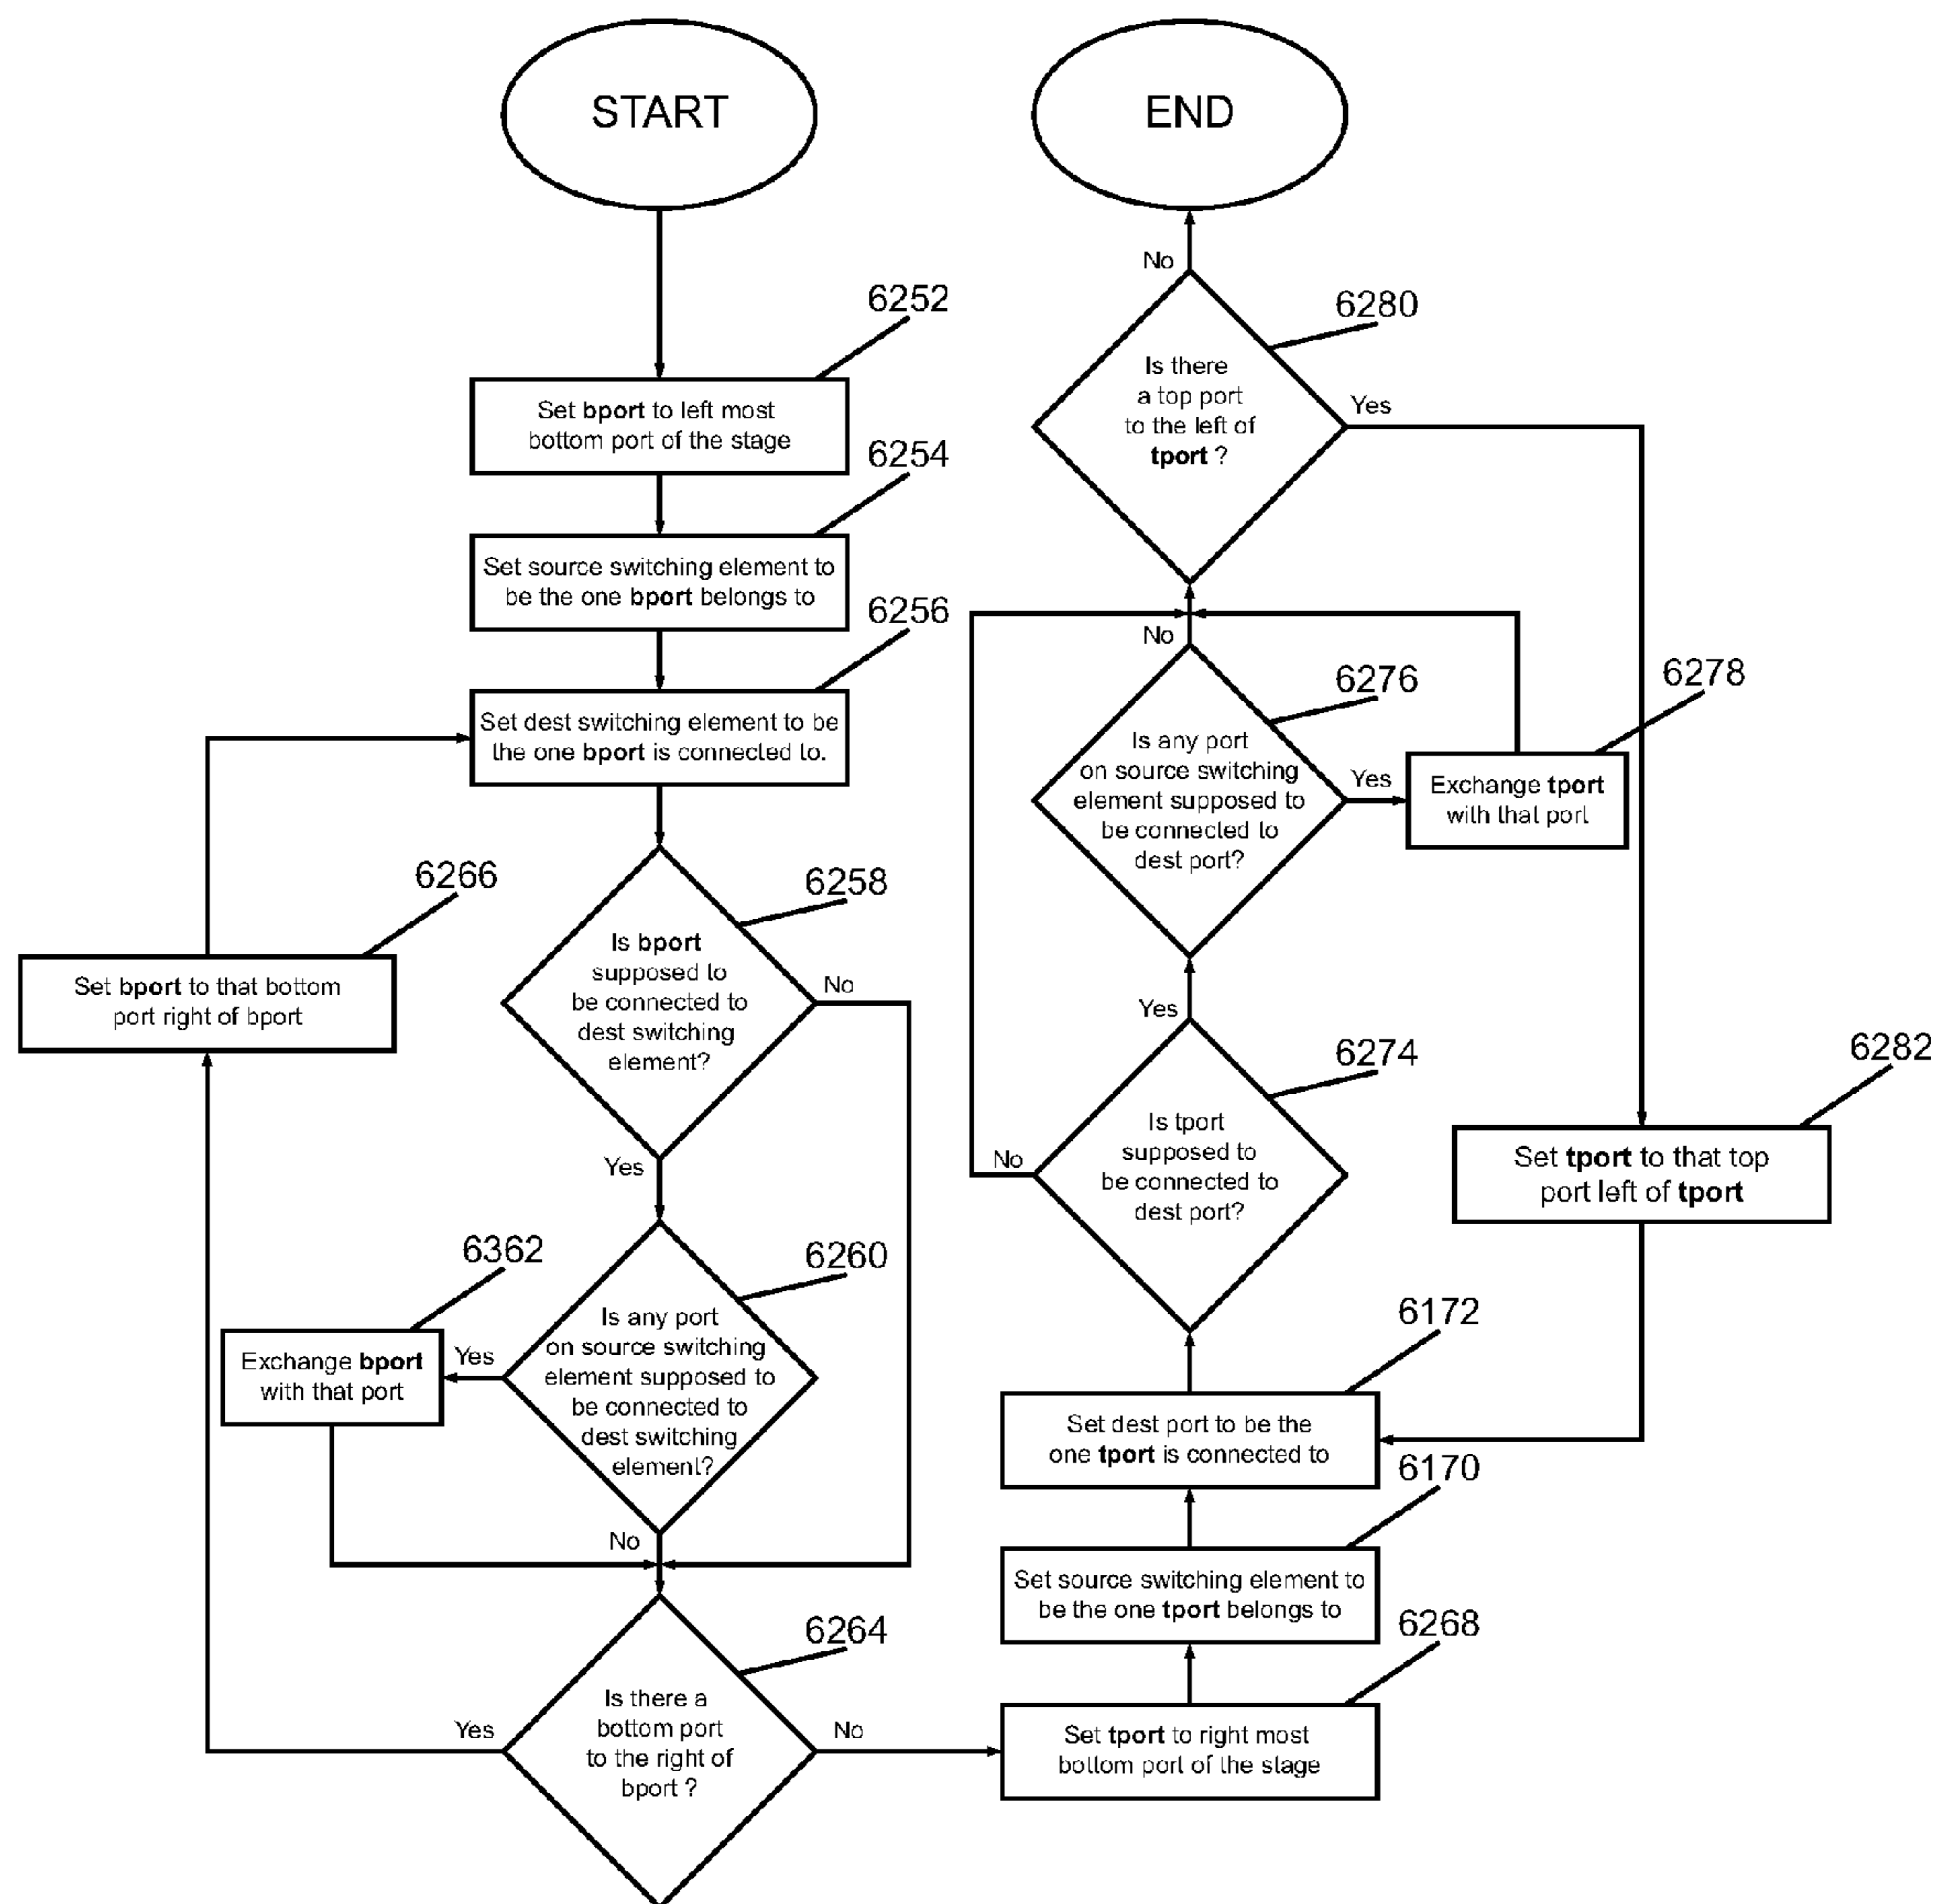 START
6252
Set bport to left most
bottom port of the stage
6254
Set source switching element to
be the one bport belongs to
6256
Set dest switching element to be
the one bport is connected to.
6258
Is bport
supposed to
be connected to
dest switching
element?
No
Yes
6266
Set bport to that bottom
port right of bport
6260
Is any port
on source switching
element supposed to
be connected to
dest switching
element?
Yes
No
6362
Exchange bport
with that port
6264
Is there a
bottom port
to the right of
bport ?
Yes
No
6268
Set tport to right most
bottom port of the stage
6170
Set source switching element to
be the one tport belongs to
6172
Set dest port to be the
one tport is connected to
6274
Is tport
supposed to
be connected to
dest port?
No
Yes
6276
Is any port
on source switching
element supposed to
be connected to
dest port?
Yes
No
6278
Exchange tport
with that port
6280
Is there
a top port
to the left of
tport ?
Yes
No
6282
Set tport to that top
port left of tport
END